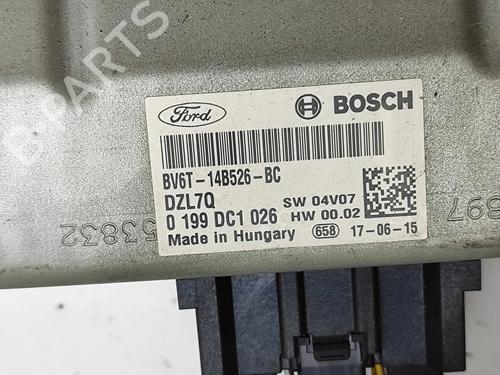 Ford
BOSCH
BV6T-14B526-BC
DZL7Q
SW 04V07
0 199 DC1 026
HW 00.02
Made in Hungary
658
17-06-15
53832
697
B-PARTS